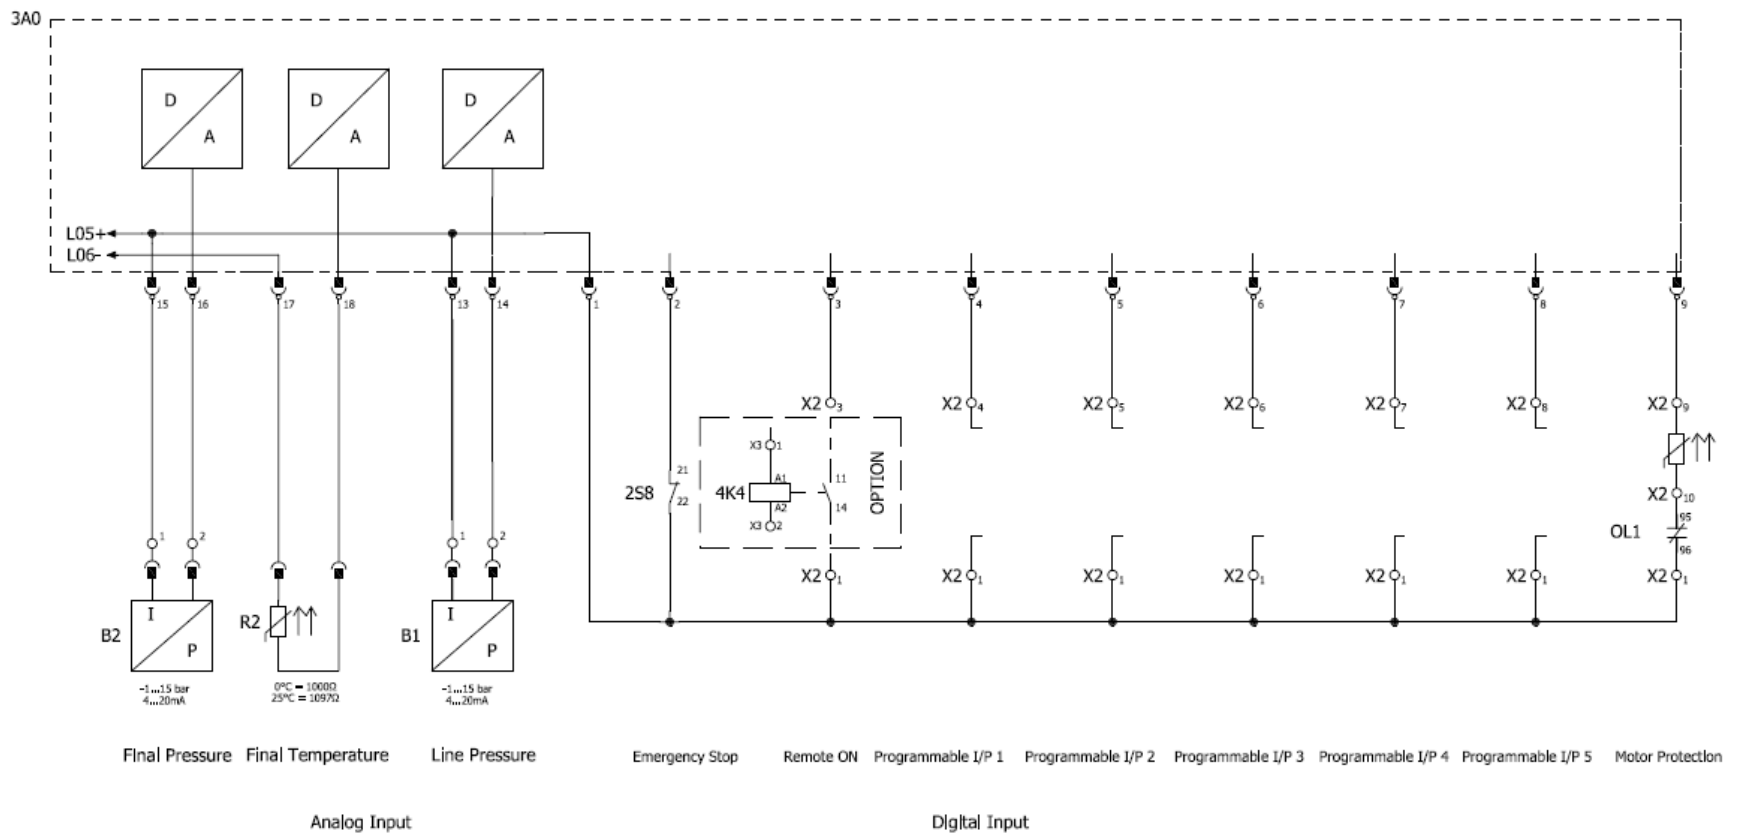 3A0
D D D
A A A
L05+
L06-
15 16 17 18 13 14 1 2 3 4 5 6 7 8 9
X2 3 X2 4 X2 5 X2 6 X2 7 X2 8 X2 9
X3 1
21 A1 11
2S8 4K4 OPTION X2 10
22 A2 14
X3 2
95
OL1
96
1 2 1 2
X2 1 X2 1 X2 1 X2 1 X2 1 X2 1 X2 1
I I
B2 R2 B1
P P
-1...15 bar 0°C = 1000Ω -1...15 bar
4...20mA 25°C = 1097Ω 4...20mA
Final Pressure Final Temperature Line Pressure Emergency Stop Remote ON Programmable I/P 1 Programmable I/P 2 Programmable I/P 3 Programmable I/P 4 Programmable I/P 5 Motor Protection
Analog Input Digital Input